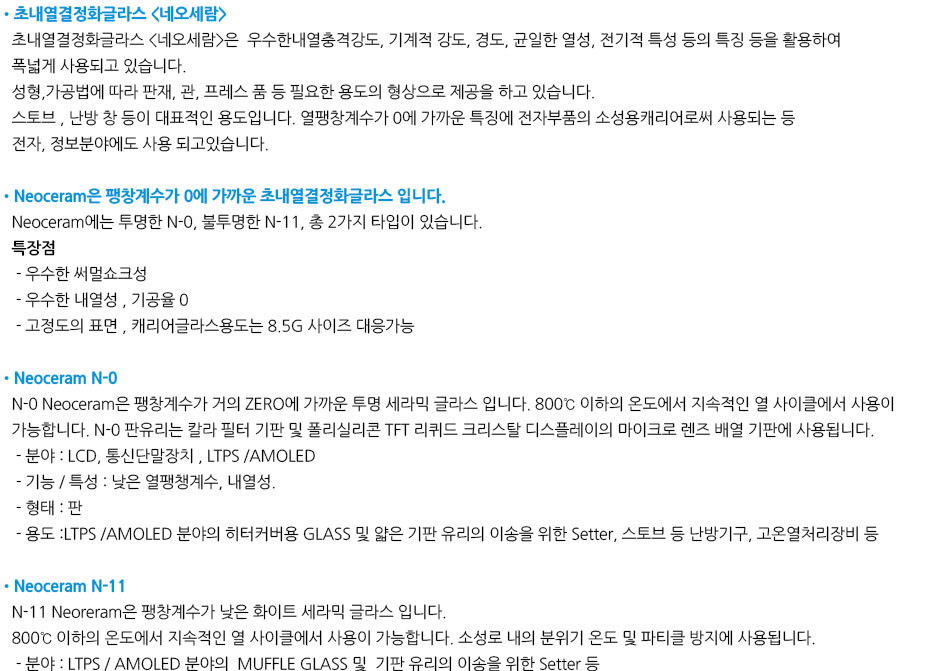 • 초내열결정화글라스 <네오세람>
초내열결정화글라스 <네오세람>은 우수한내열충격강도, 기계적 강도, 경도, 균일한 열성, 전기적 특성 등의 특징 등을 활용하여
폭넓게 사용되고 있습니다.
성형,가공법에 따라 판재, 관, 프레스 품 등 필요한 용도의 형상으로 제공을 하고 있습니다.
스토브 , 난방 창 등이 대표적인 용도입니다. 열팽창계수가 0에 가까운 특징에 전자부품의 소성용캐리어로써 사용되는 등
전자, 정보분야에도 사용 되고있습니다.
• Neoceram은 팽창계수가 0에 가까운 초내열결정화글라스 입니다.
Neoceram에는 투명한 N-0, 불투명한 N-11, 총 2가지 타입이 있습니다.
특장점
- 우수한 써멀쇼크성
- 우수한 내열성 , 기공율 0
- 고정도의 표면 , 캐리어글라스용도는 8.5G 사이즈 대응가능
• Neoceram N-0
N-0 Neoceram은 팽창계수가 거의 ZERO에 가까운 투명 세라믹 글라스 입니다. 800℃ 이하의 온도에서 지속적인 열 사이클에서 사용이
가능합니다. N-0 판유리는 칼라 필터 기판 및 폴리실리콘 TFT 리퀴드 크리스탈 디스플레이의 마이크로 렌즈 배열 기판에 사용됩니다.
- 분야 : LCD, 통신단말장치 , LTPS /AMOLED
- 기능 / 특성 : 낮은 열팽챙계수, 내열성.
- 형태 : 판
- 용도 :LTPS /AMOLED 분야의 히터커버용 GLASS 및 얇은 기판 유리의 이송을 위한 Setter, 스토브 등 난방기구, 고온열처리장비 등
• Neoceram N-11
N-11 Neoreram은 팽창계수가 낮은 화이트 세라믹 글라스 입니다.
800℃ 이하의 온도에서 지속적인 열 사이클에서 사용이 가능합니다. 소성로 내의 분위기 온도 및 파티클 방지에 사용됩니다.
- 분야 : LTPS / AMOLED 분야의 MUFFLE GLASS 및 기판 유리의 이송을 위한 Setter 등